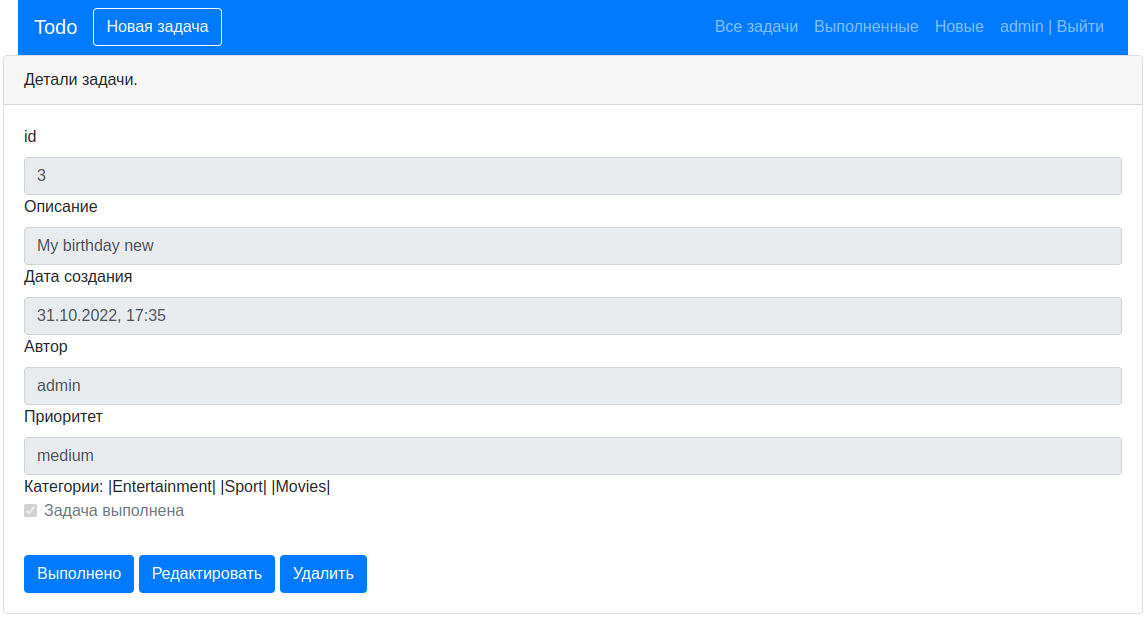 Todo Новая задача Все задачи Выполненные Новые admin | Выйти
Детали задачи.
id
3
Описание
My birthday new
Дата создания
31.10.2022, 17:35
Автор
admin
Приоритет
medium
Категории: |Entertainment| |Sport| |Movies|
Задача выполнена
Выполнено Редактировать Удалить